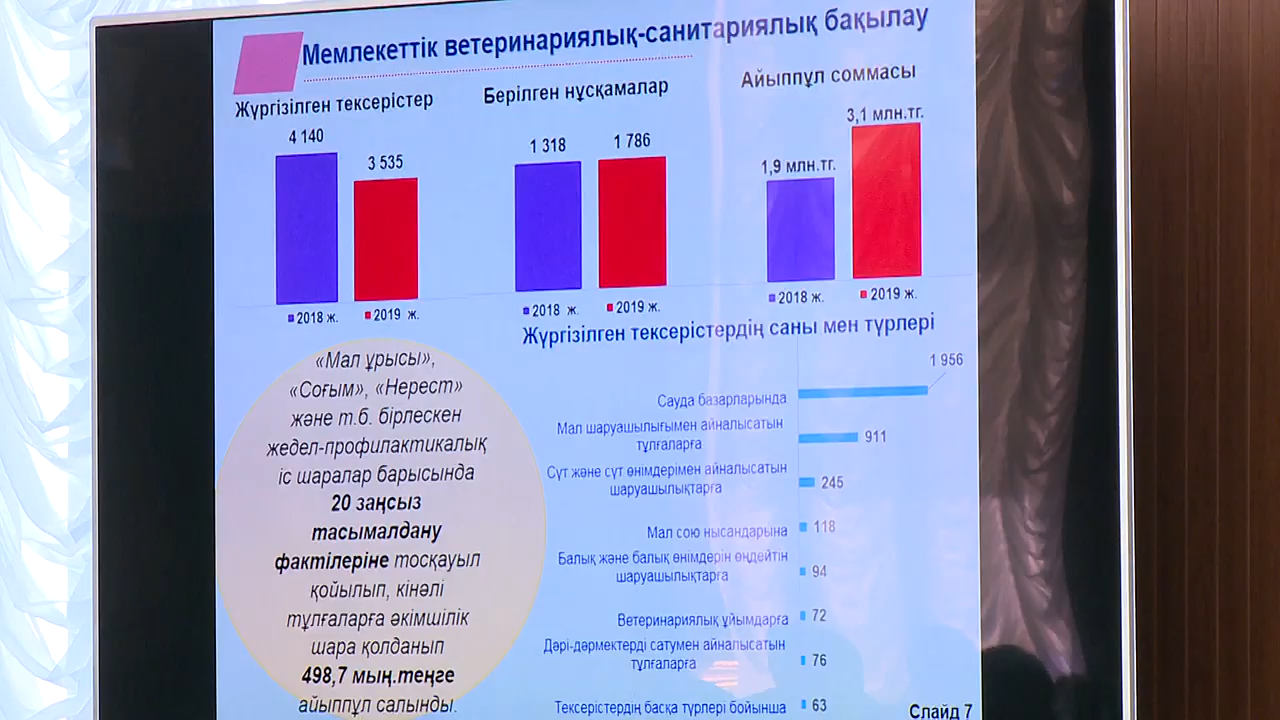 Мемлекеттік ветеринариялық-санитариялық бақылау
Жүргізілген тексерістер
4 140
3 535
2018 ж.
2019 ж.
Берілген нұсқамалар
1 318
1 786
2018 ж.
2019 ж.
Айыппұл соммасы
1,9 млн.тг.
3,1 млн.тг.
2018 ж.
2019 ж.
«Мал ұрысы»,
«Соғым», «Нерест»
және т.б. бірлескен
жедел-профилактикалық
іс шаралар барысында
20 заңсыз
тасымалдану
фактілеріне тосқауыл
қойылып, кінәлі
тұлғаларға әкімшілік
шара қолданып
498,7 мың.теңге
айыппұл салынды.
Жүргізілген тексерістердің саны мен түрлері
Сауда базарларында
1 956
Мал шаруашылығымен айналысатын
тұлғаларға
911
Сүт және сүт өнімдерімен айналысатын
шаруашылықтарға
245
Мал сою нысандарына
118
Балық және балық өнімдерін өңдейтін
шаруашылықтарға
94
Ветеринариялық ұйымдарға
72
Дәрі-дәрмектерді сатумен айналысатын
тұлғаларға
76
Тексерістердің басқа түрлері бойынша
63
Слайд 7